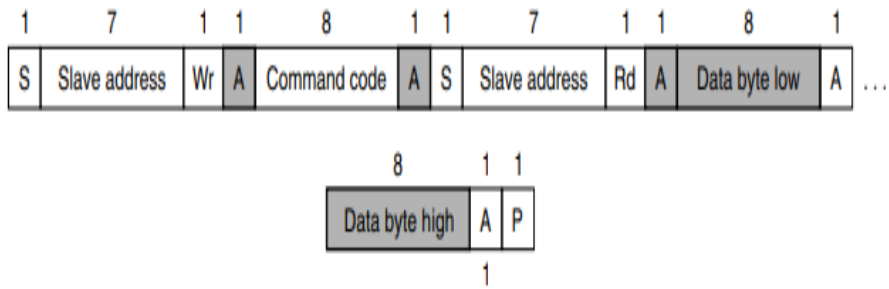 1 7 1 1 8 1 1 7 1 1 8 1
S Slave address Wr A Command code A S Slave address Rd A Data byte low A ...
8 1 1
Data byte high A P
1